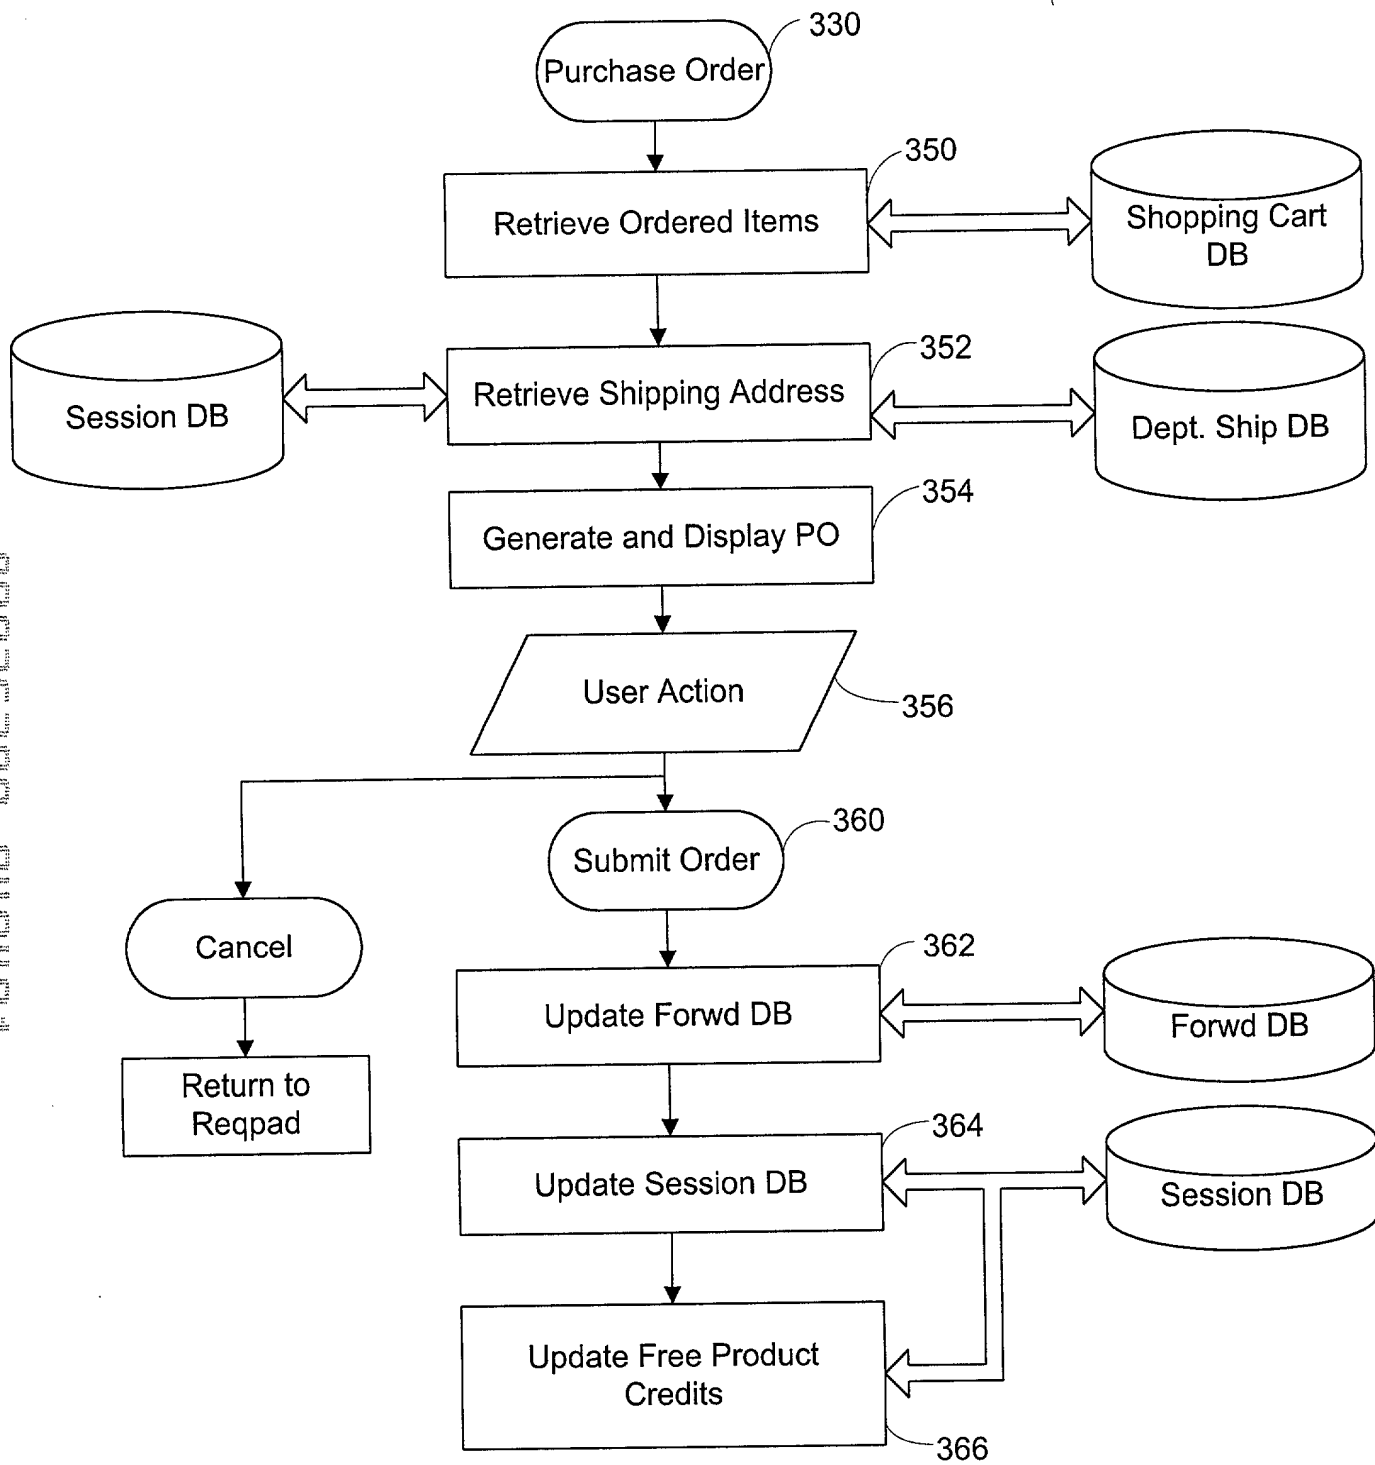 330
Purchase Order
350
Retrieve Ordered Items
Shopping Cart
DB
352
Session DB
Retrieve Shipping Address
Dept. Ship DB
354
Generate and Display PO
User Action
356
360
Submit Order
Cancel
362
Update Forwd DB
Forwd DB
Return to
Reqpad
364
Update Session DB
Session DB
Update Free Product
Credits
366